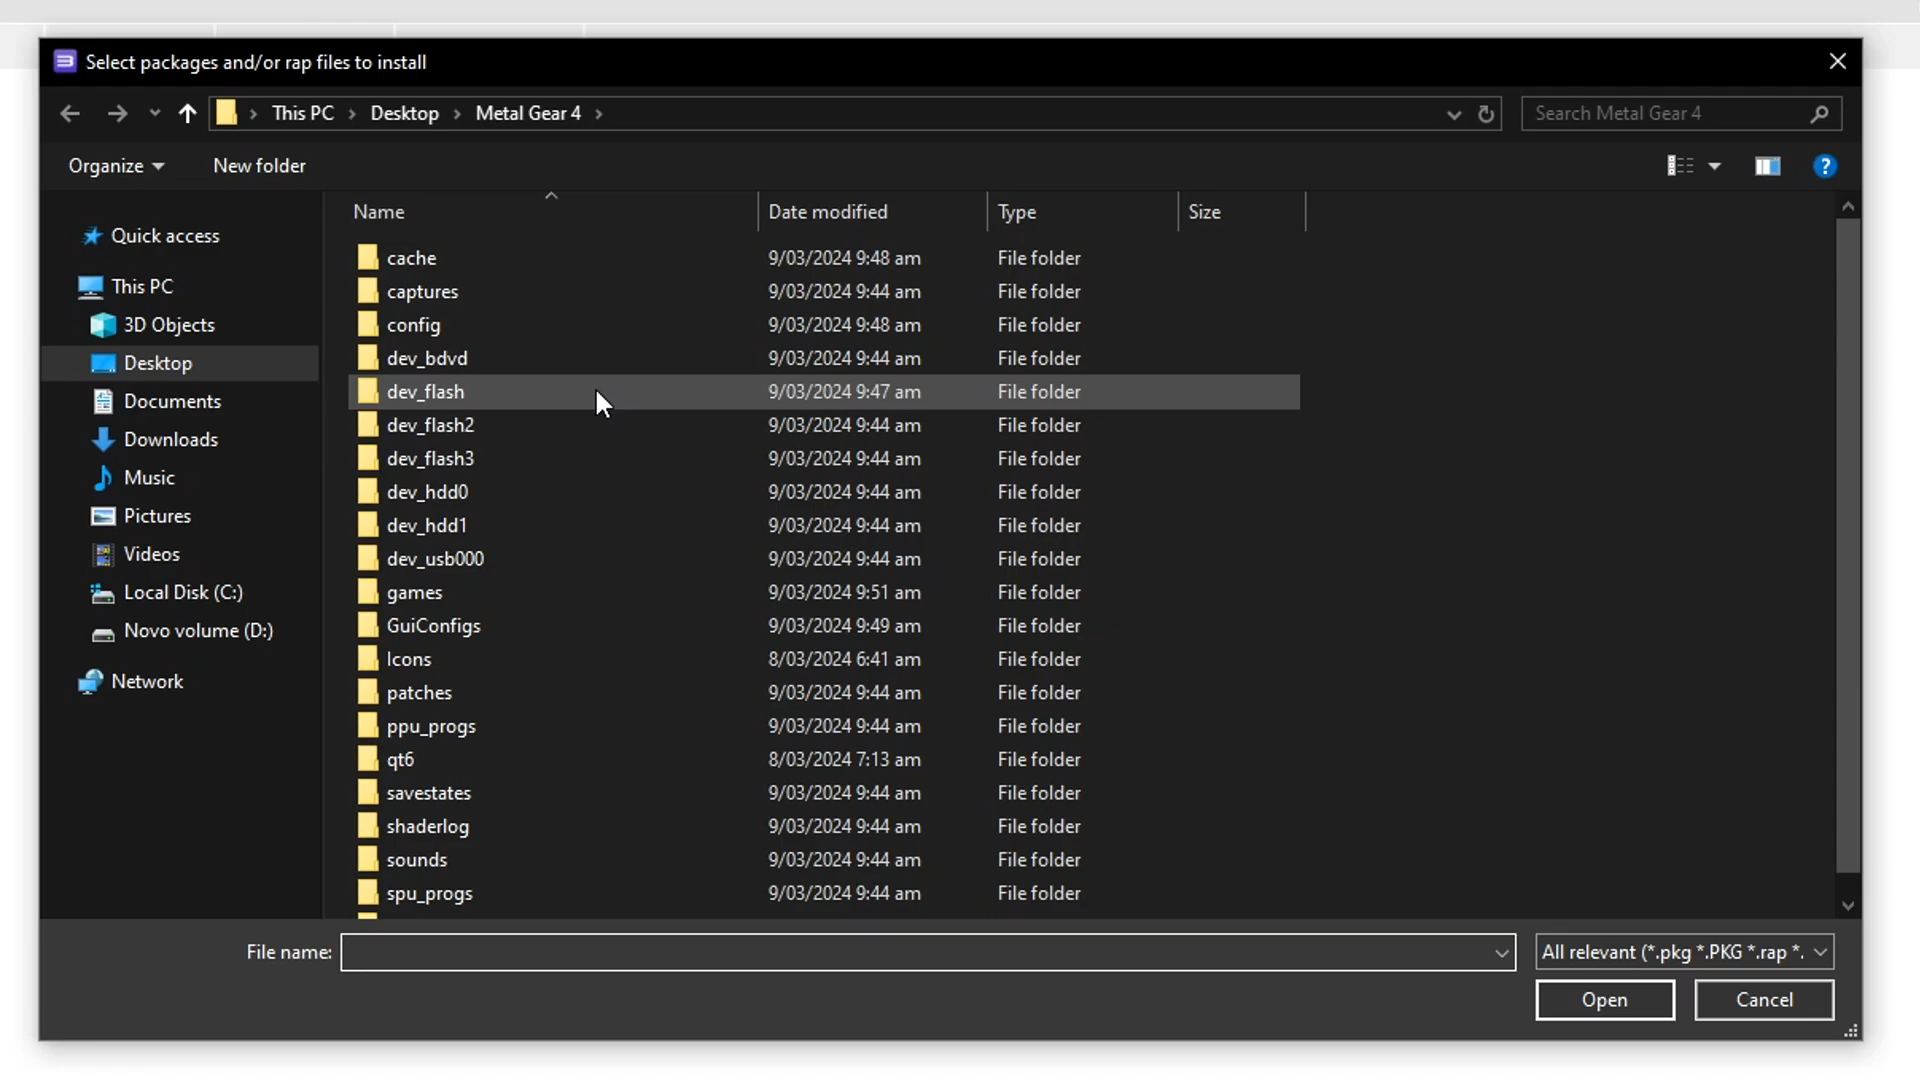 Select packages and/or rap files to install
This PC > Desktop > Metal Gear 4 >
Search Metal Gear 4
Organize
New folder
Name
Date modified
Type
Size
Quick access
This PC
3D Objects
Desktop
Documents
Downloads
Music
Pictures
Videos
Local Disk (C:)
Novo volume (D:)
Network
cache 9/03/2024 9:48 am File folder
captures 9/03/2024 9:44 am File folder
config 9/03/2024 9:48 am File folder
dev_bdvd 9/03/2024 9:44 am File folder
dev_flash 9/03/2024 9:47 am File folder
dev_flash2 9/03/2024 9:44 am File folder
dev_flash3 9/03/2024 9:44 am File folder
dev_hdd0 9/03/2024 9:44 am File folder
dev_hdd1 9/03/2024 9:44 am File folder
dev_usb000 9/03/2024 9:44 am File folder
games 9/03/2024 9:51 am File folder
GuiConfigs 9/03/2024 9:49 am File folder
Icons 8/03/2024 6:41 am File folder
patches 9/03/2024 9:44 am File folder
ppu_progs 9/03/2024 9:44 am File folder
qt6 8/03/2024 7:13 am File folder
savestates 9/03/2024 9:44 am File folder
shaderlog 9/03/2024 9:44 am File folder
sounds 9/03/2024 9:44 am File folder
spu_progs 9/03/2024 9:44 am File folder
File name:
All relevant (*.pkg *.PKG *.rap *.
Open
Cancel